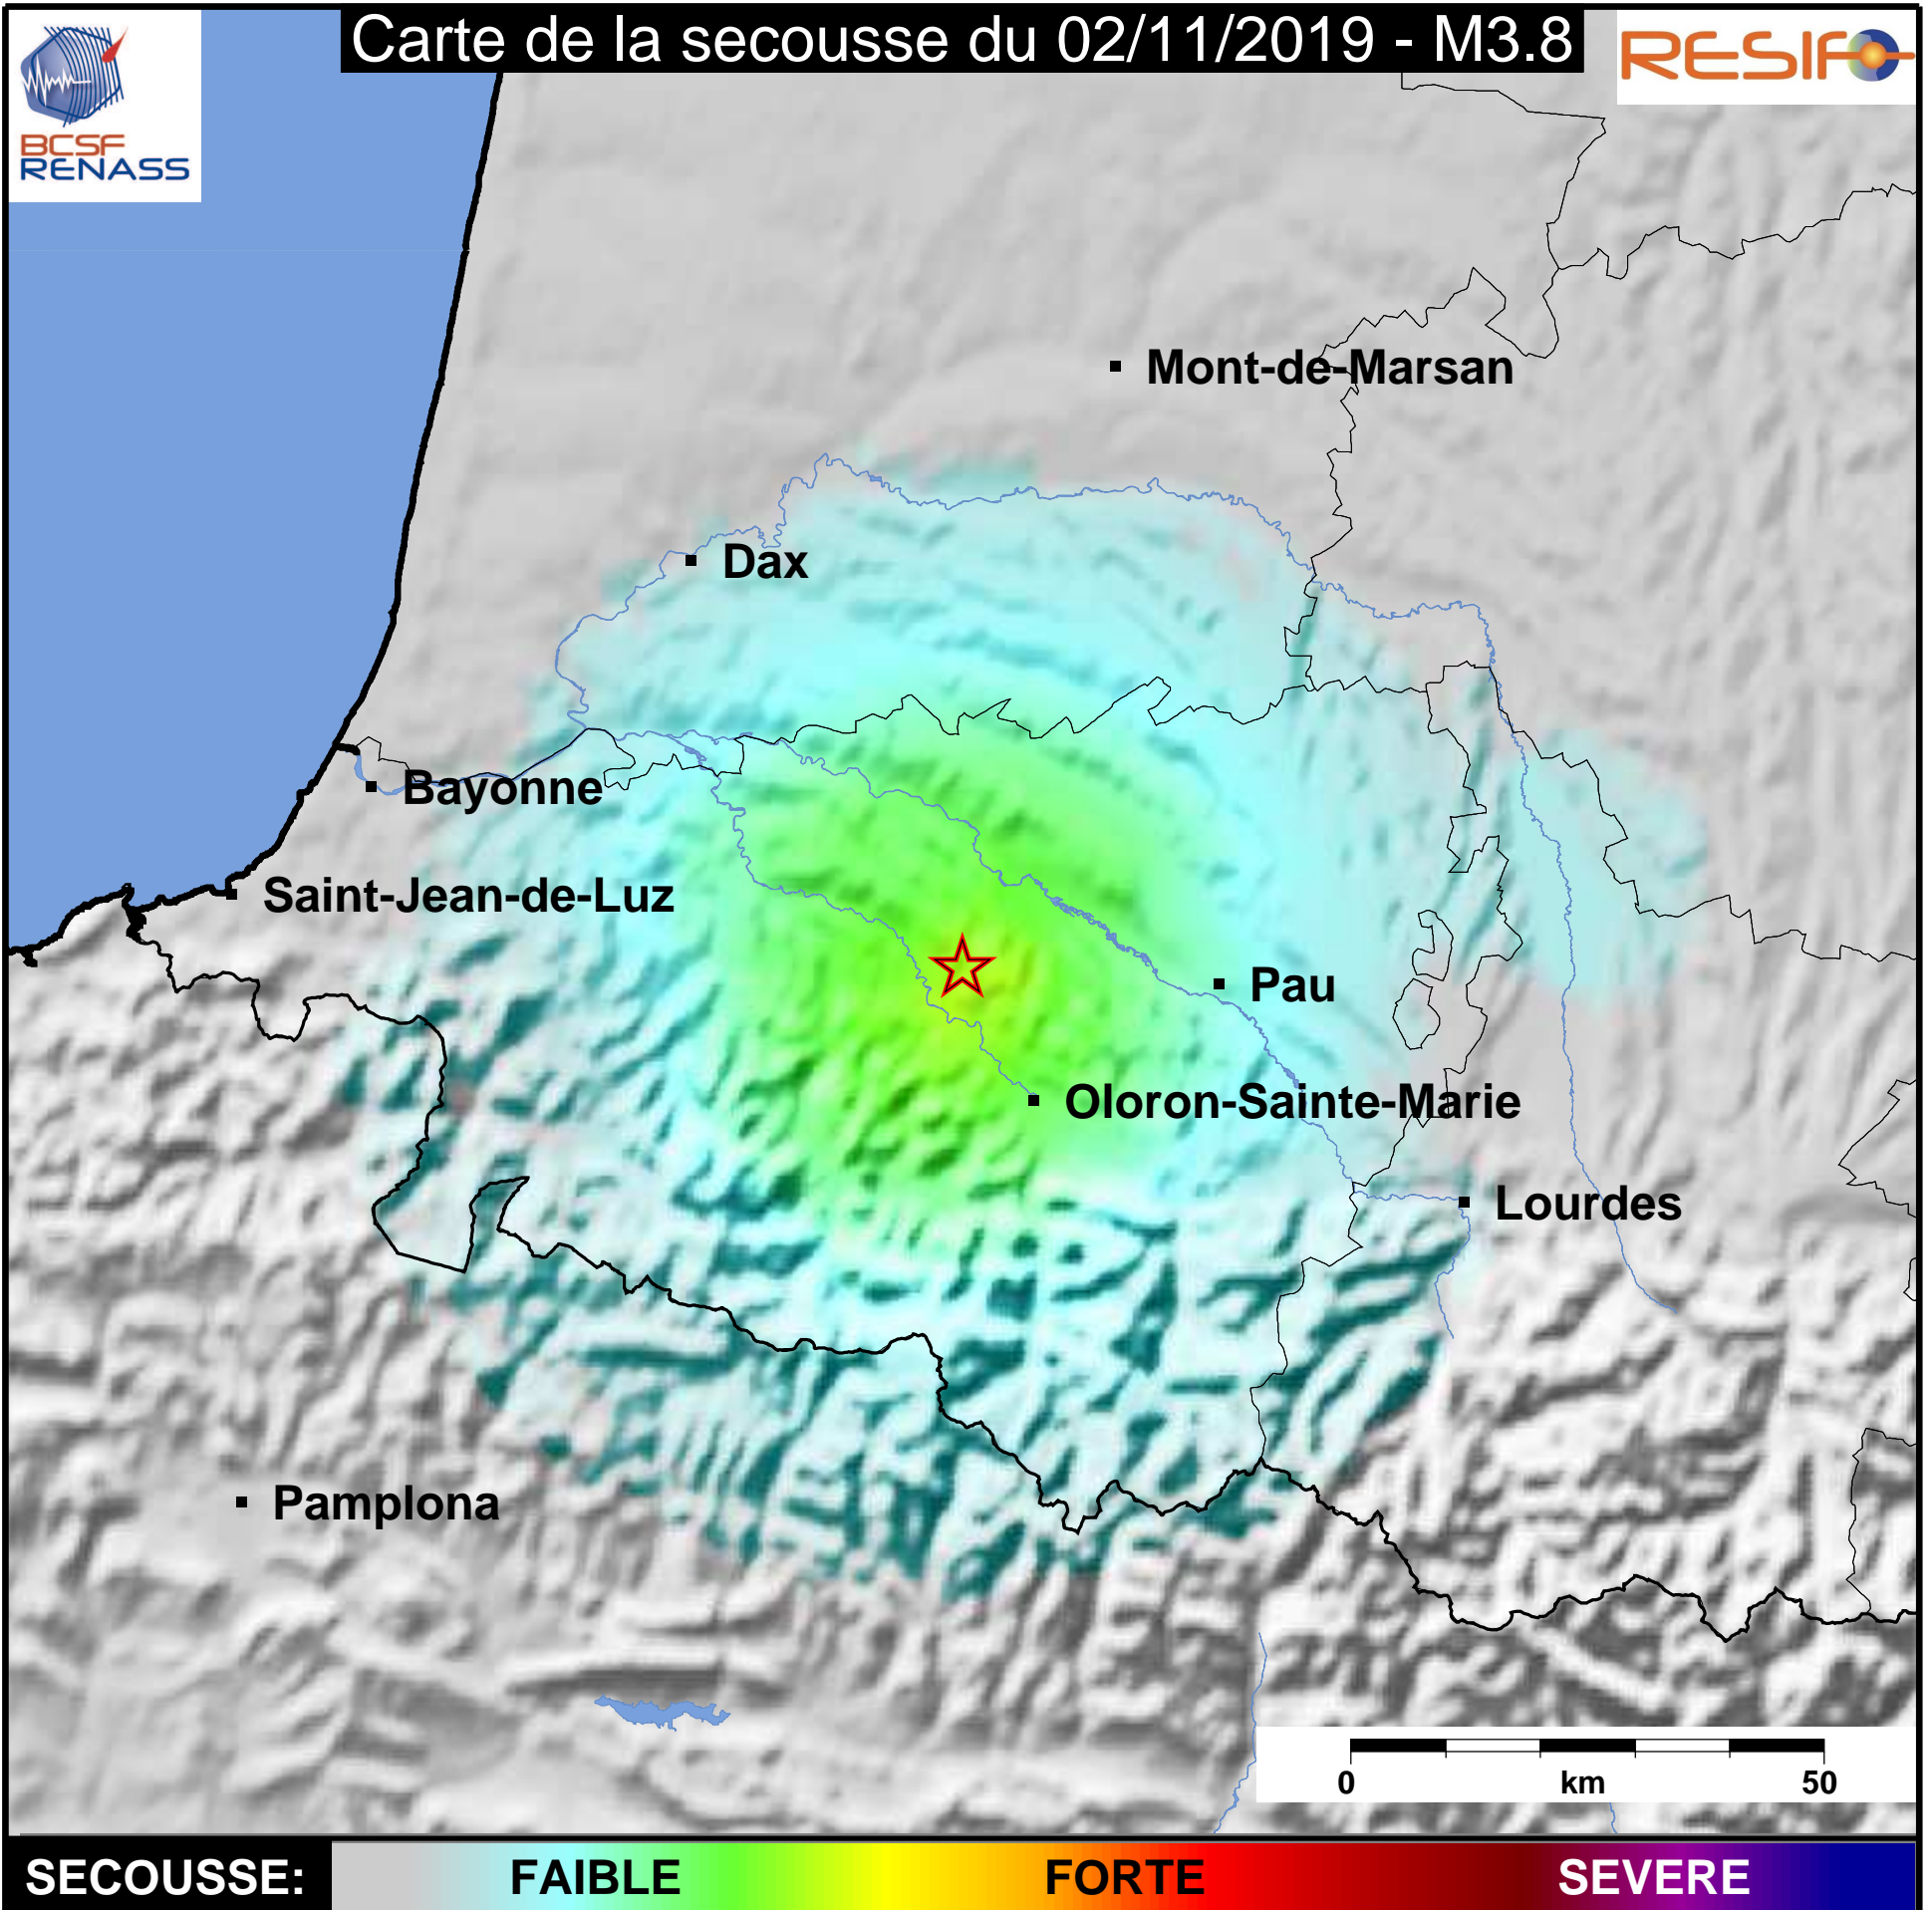 Carte de la secousse du 02/11/2019 - M3.8
BCSF
RENASS
RESIF
Mont-de-Marsan
Dax
Bayonne
Saint-Jean-de-Luz
Pau
Oloron-Sainte-Marie
Lourdes
Pamplona
0 km 50
SECOUSSE: FAIBLE FORTE SEVERE